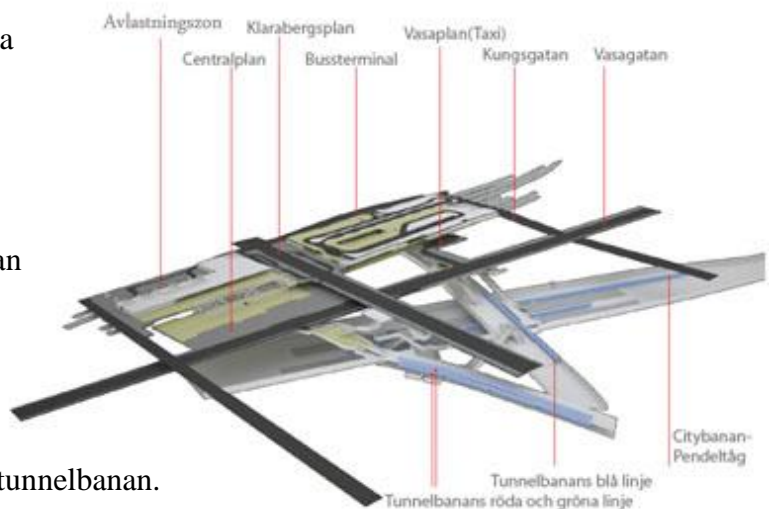 Avlastningszon
Klarabergsplan
Vasaplan(Taxi)
a
Centralplan
Bussterminal
Kungsgatan
Vasagatan
an
Citybanan-
Pendeltåg
Tunnelbanans blå linje
tunnelbanan.
Tunnelbanans röda och gröna linje